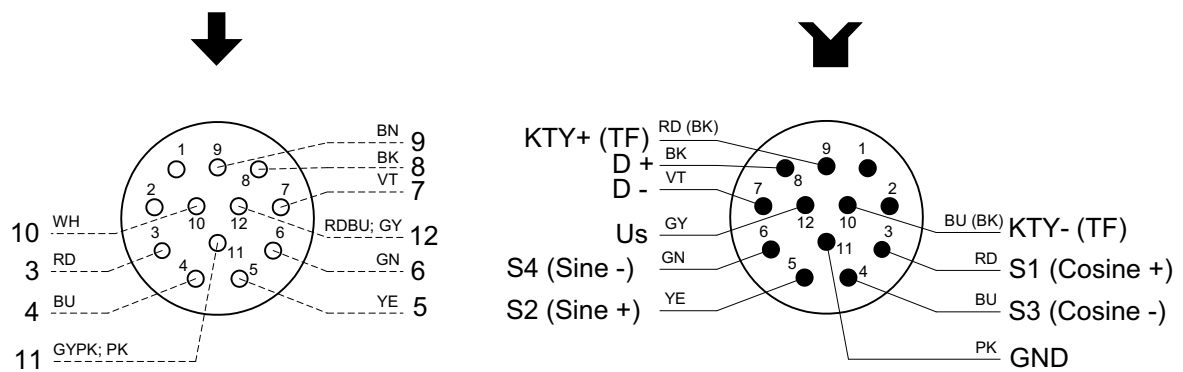 BN 9
BK 8
VT 7
1 9 8
2 10 12 7
10 WH
RDBU; GY 12
3 11 6
3 RD
GN 6
4 5
4 BU
YE 5
11 GYPK; PK
KTY+ (TF) RD (BK)
D + BK
D - VT
9 1
8
7 12 10 2
Us GY
BU (BK) KTY- (TF)
6 11 3
S4 (Sine -) GN
RD S1 (Cosine +)
5 4
S2 (Sine +) YE
BU S3 (Cosine -)
PK GND